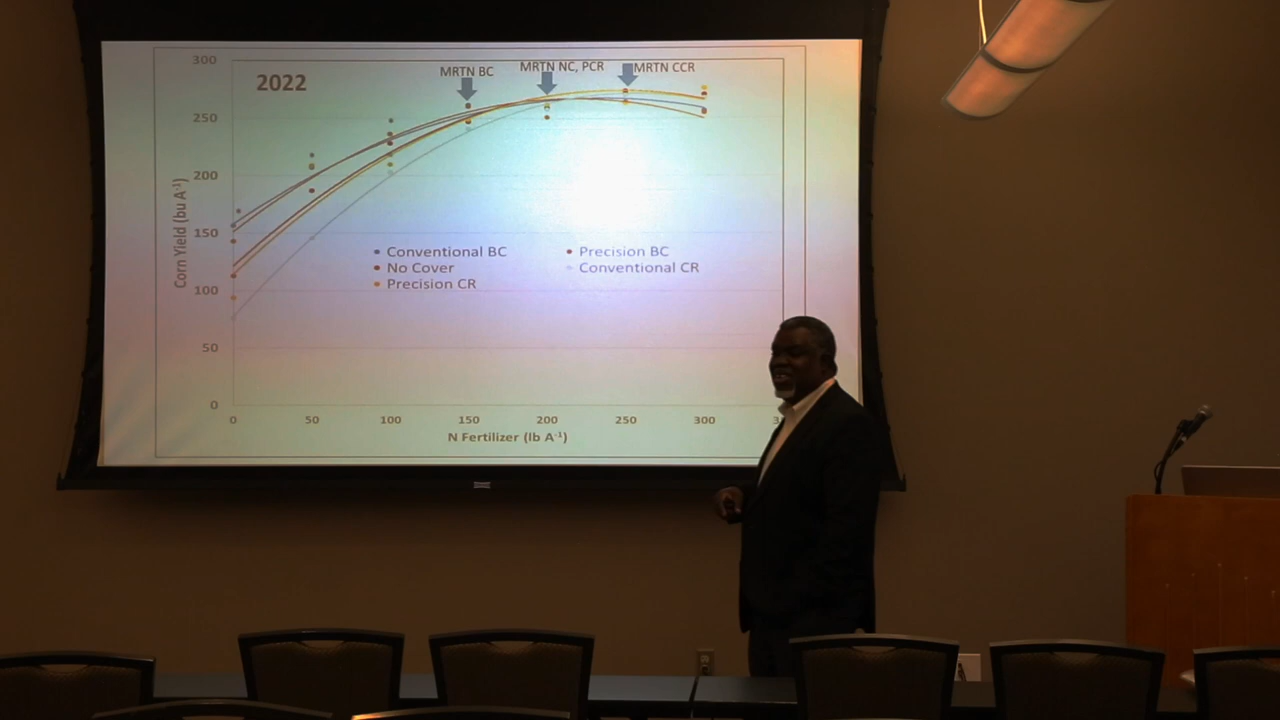 2022
MRTN BC
MRTN NC, PCR
MRTN CCR
300
250
200
150
100
50
0
Corn Yield (bu A⁻¹)
Conventional BC
Precision BC
No Cover
Conventional CR
Precision CR
0 50 100 150 200 250 300
N Fertilizer (lb A⁻¹)